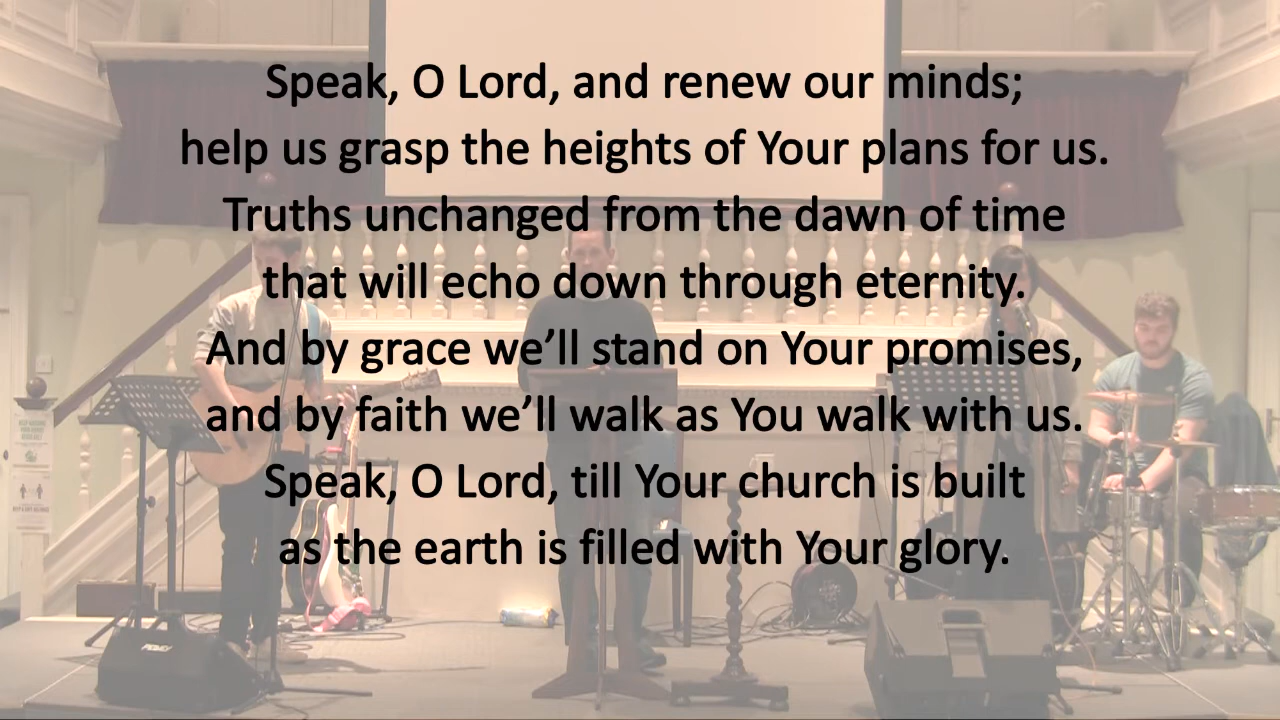 Speak, O Lord, and renew our minds;
help us grasp the heights of Your plans for us.
Truths unchanged from the dawn of time
that will echo down through eternity.
And by grace we’ll stand on Your promises,
and by faith we’ll walk as You walk with us.
Speak, O Lord, till Your church is built
as the earth is filled with Your glory.